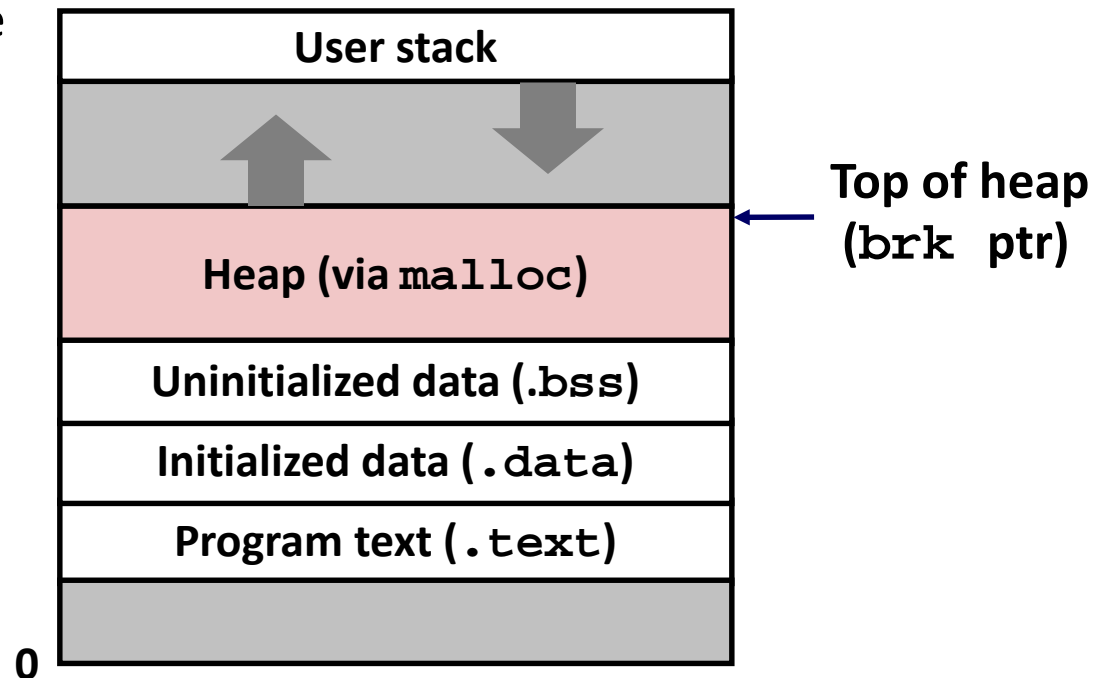 e
User stack
Top of heap
(brk ptr)
Heap (via malloc)
Uninitialized data (.bss)
Initialized data (.data)
Program text (.text)
0